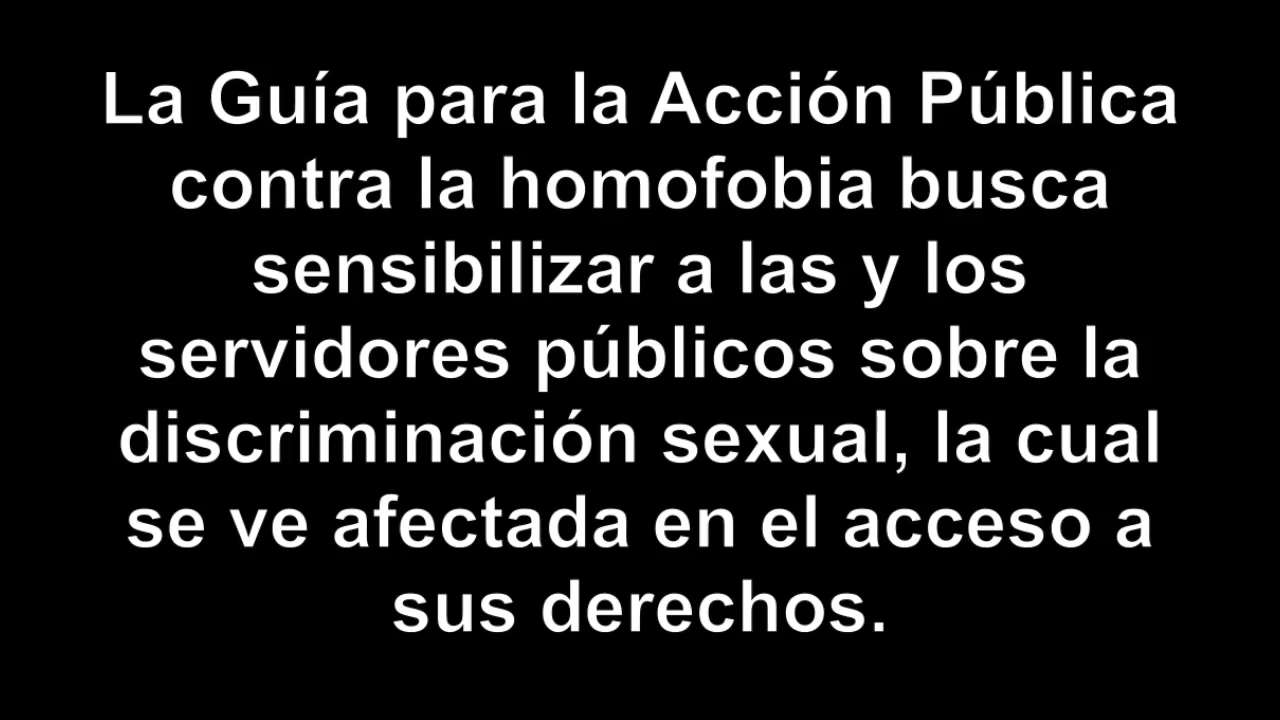 La Guía para la Acción Pública
contra la homofobia busca
sensibilizar a las y los
servidores públicos sobre la
discriminación sexual, la cual
se ve afectada en el acceso a
sus derechos.